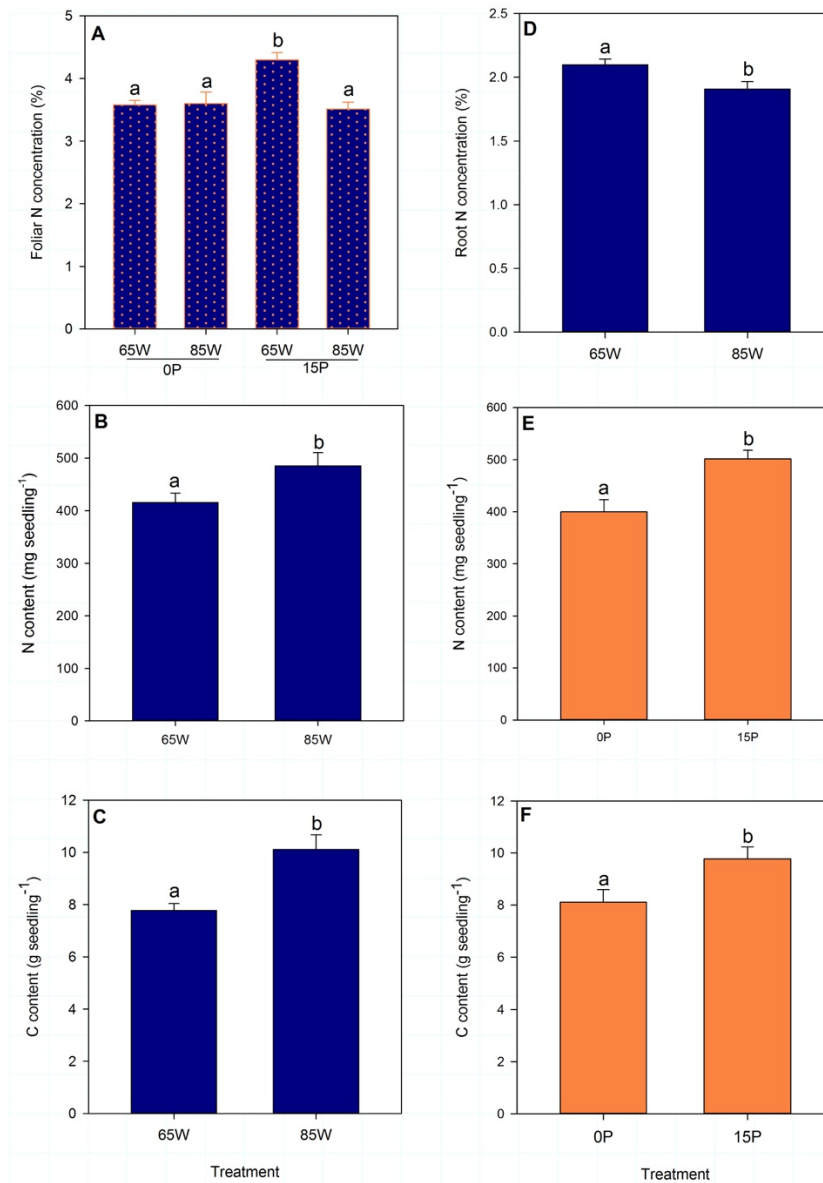 A
Foliar N concentration (%)
5
4
3
2
1
0
a
a
b
a
65W 85W 65W 85W
0P 15P
D
Root N concentration (%)
2.5
2.0
1.5
1.0
0.5
0.0
a
b
65W 85W
B
N content (mg seedling-1)
600
500
400
300
200
100
0
a
b
65W 85W
E
N content (mg seedling-1)
600
500
400
300
200
100
0
a
b
0P 15P
C
C content (g seedling-1)
12
10
8
6
4
2
0
a
b
65W 85W
Treatment
F
C content (g seedling-1)
12
10
8
6
4
2
0
a
b
0P 15P
Treatment